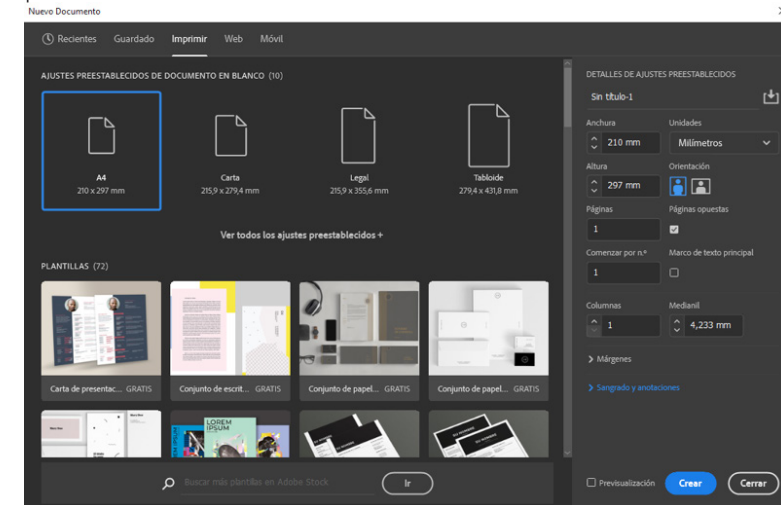 Nuevo Documento
Recientes Guardado Imprimir Web Móvil
AJUSTES PREESTABLECIDOS DE DOCUMENTO EN BLANCO (10)
A4
210 x 297 mm
Carta
215,9 x 279,4 mm
Legal
215,9 x 355,6 mm
Tabloide
279,4 x 431,8 mm
Ver todos los ajustes preestablecidos +
PLANTILLAS (72)
Carta de presentac... GRATIS
Conjunto de escrit... GRATIS
Conjunto de papel... GRATIS
Conjunto de papel... GRATIS
LOREM
IPSUM
Buscar más plantillas en Adobe Stock
Ir
DETALLES DE AJUSTES PREESTABLECIDOS
Sin título-1
Anchura Unidades
210 mm Milímetros
Altura Orientación
297 mm
Páginas Páginas opuestas
1
Comenzar por n.º Marco de texto principal
1
Columnas Medianil
1 4,233 mm
Márgenes
Sangrado y anotaciones
Previsualización Crear Cerrar